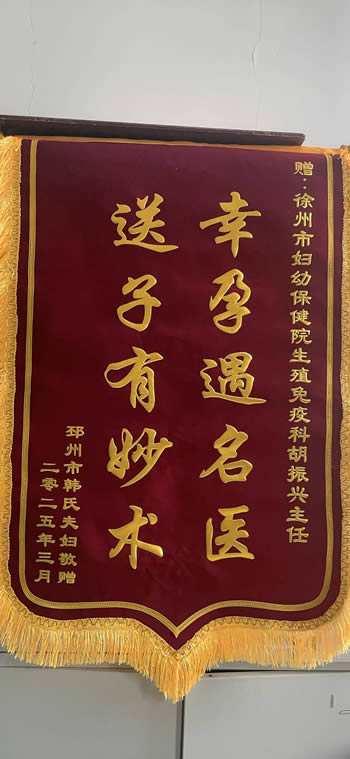 赠：徐州市妇幼保健院生殖免疫科胡振兴主任
幸孕遇名医
送子有妙术
邳州市韩氏夫妇敬赠
二零二五年三月